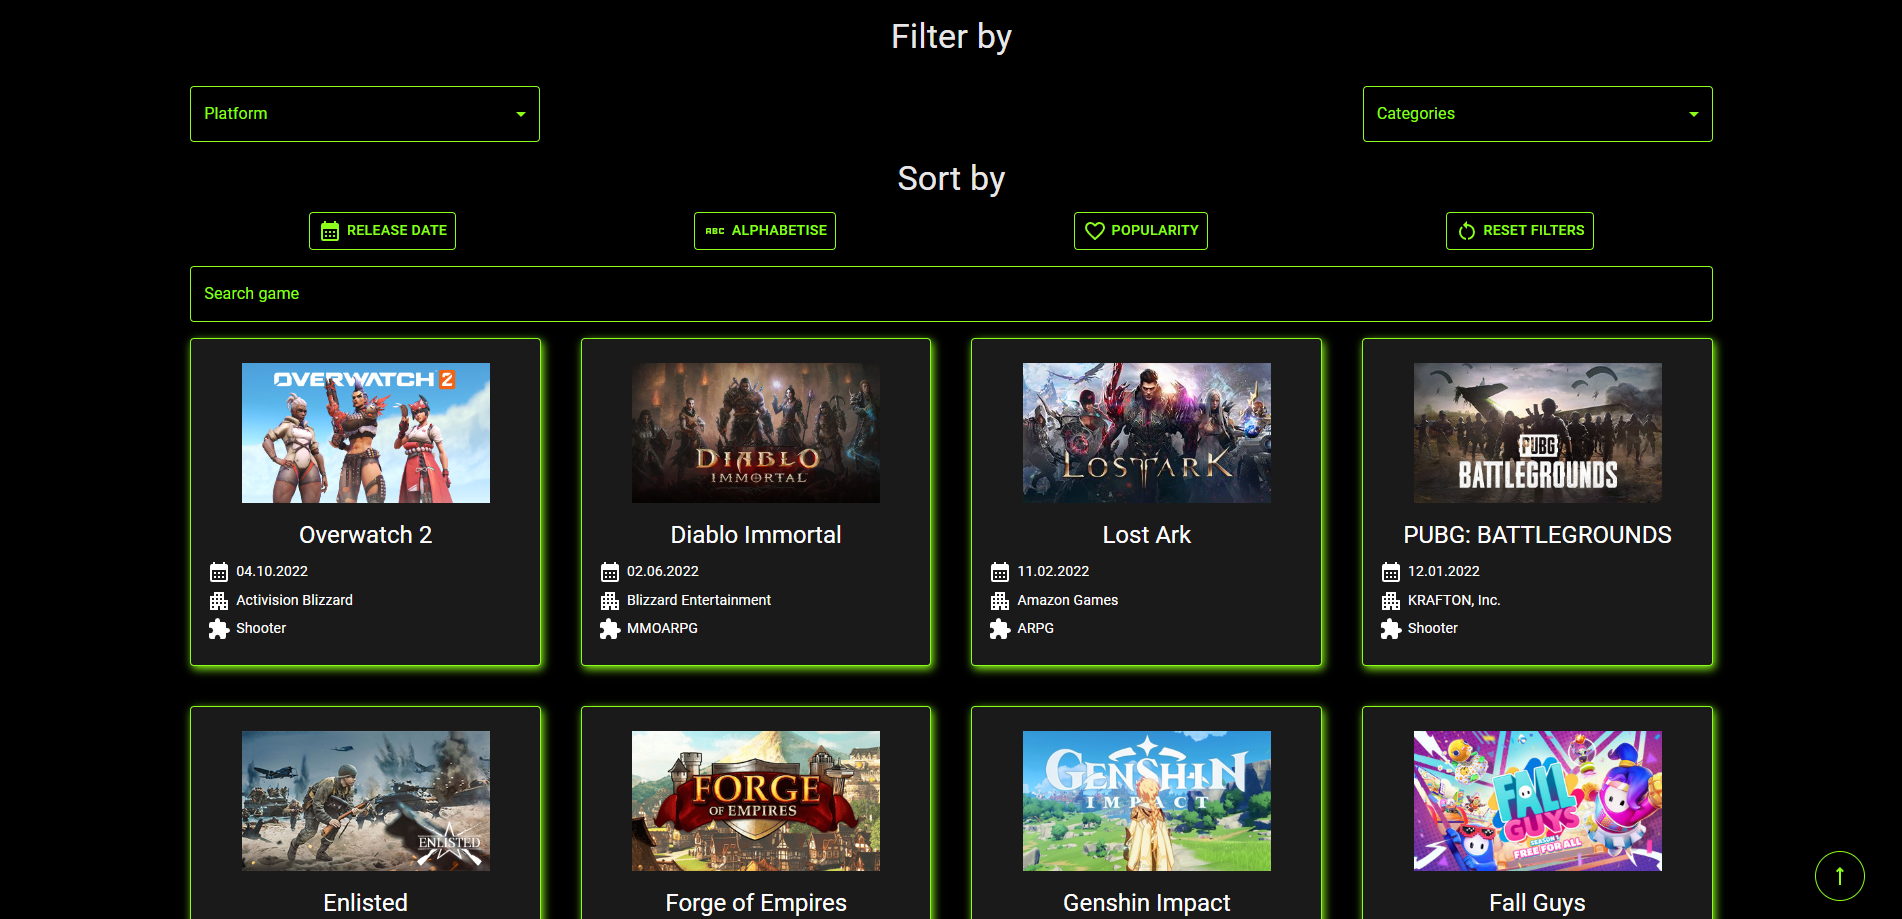 Filter by
Platform
Categories
Sort by
RELEASE DATE
ABC ALPHABETISE
POPULARITY
RESET FILTERS
Search game
OVERWATCH 2
Overwatch 2
04.10.2022
Activision Blizzard
Shooter
DIABLO
IMMORTAL
Diablo Immortal
02.06.2022
Blizzard Entertainment
MMOARPG
LOST ARK
Lost Ark
11.02.2022
Amazon Games
ARPG
PUBG
BATTLEGROUNDS
PUBG: BATTLEGROUNDS
12.01.2022
KRAFTON, Inc.
Shooter
ENLISTED
Enlisted
FORGE
OF EMPIRES
Forge of Empires
GENSHIN
IMPACT
Genshin Impact
FALL
GUYS
SEASON 1
FREE FOR ALL
Fall Guys